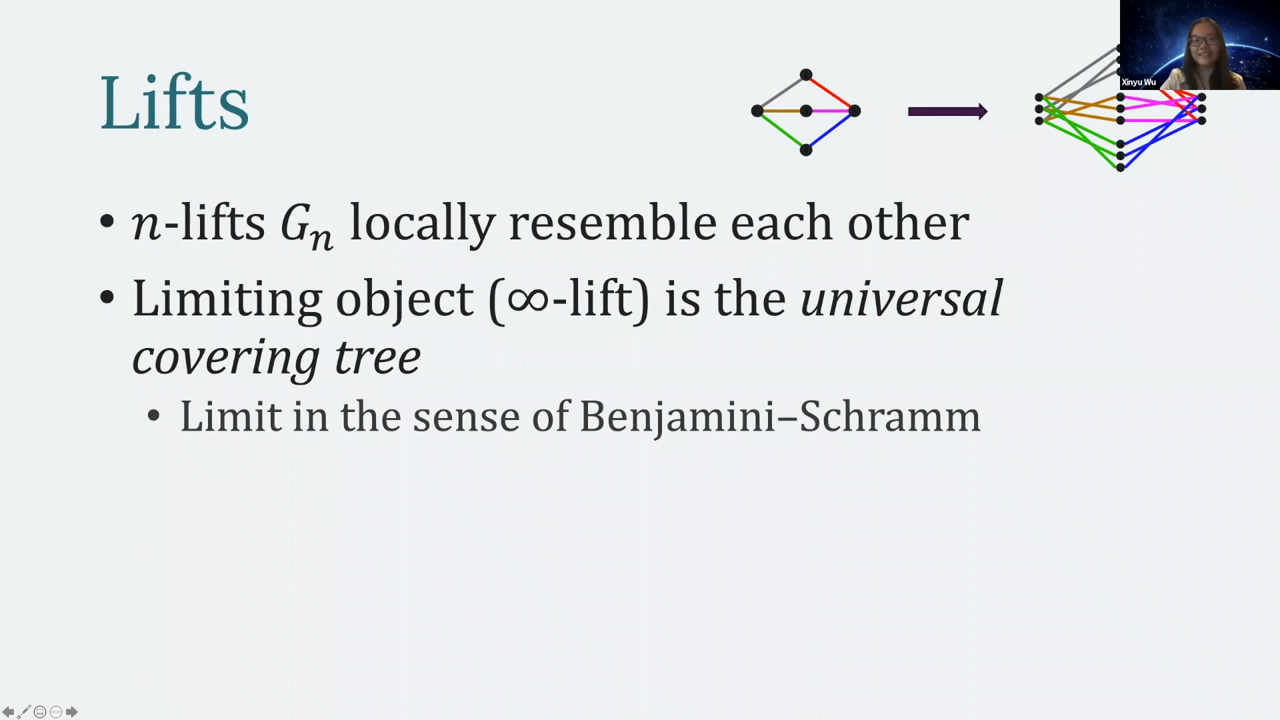 Lifts
Xinyu Wu
• n-lifts Gₙ locally resemble each other
• Limiting object (∞-lift) is the universal
covering tree
• Limit in the sense of Benjamini–Schramm